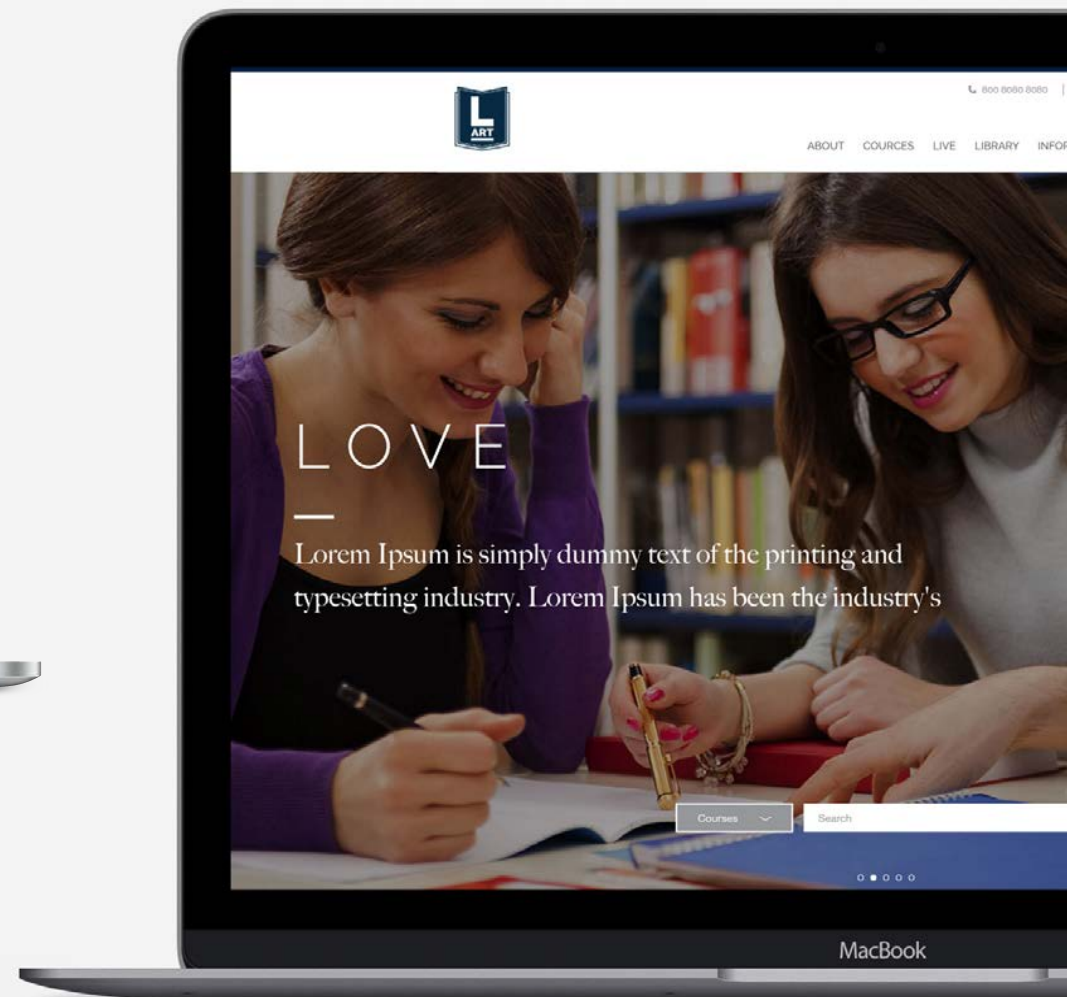 L
ART
800 8080 8080 |
ABOUT COURCES LIVE LIBRARY INFOR
LOVE
Lorem Ipsum is simply dummy text of the printing and
typesetting industry. Lorem Ipsum has been the industry's
Courses Search
MacBook